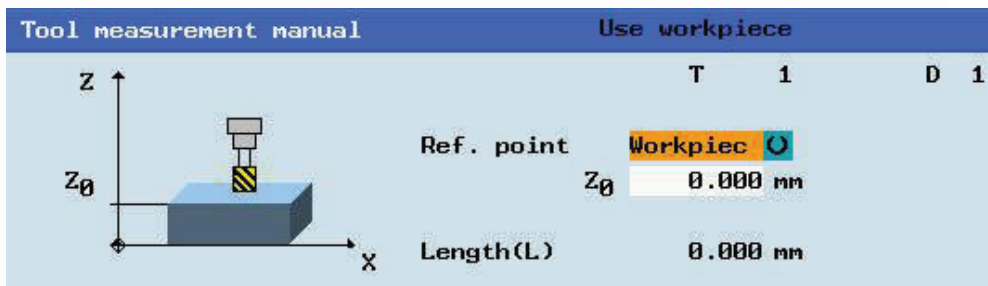 Tool measurement manual Use workpiece
T 1 D 1
Z
Ref. point Workpiec
Z0 Z0 0.000 mm
X Length(L) 0.000 mm